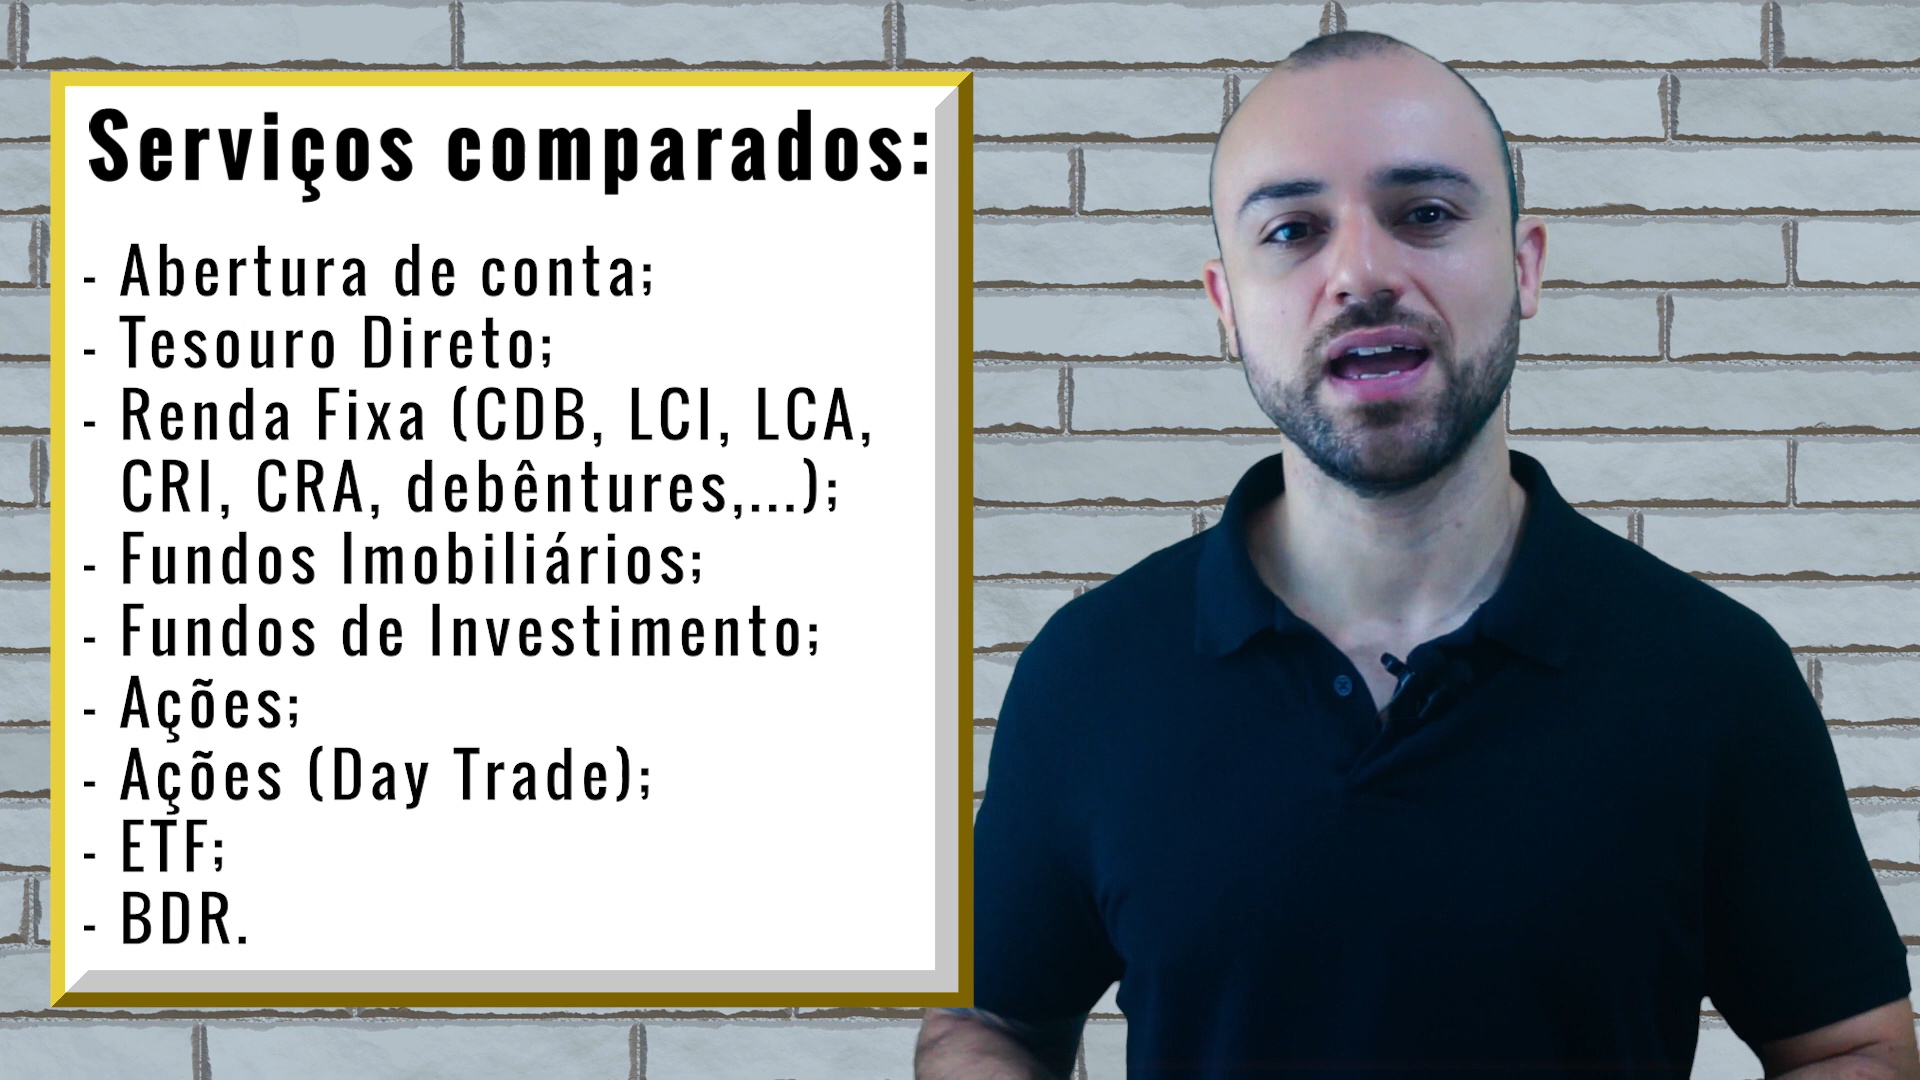 Serviços comparados:
- Abertura de conta;
- Tesouro Direto;
- Renda Fixa (CDB, LCI, LCA,
CRI, CRA, debêntures,...);
- Fundos Imobiliários;
- Fundos de Investimento;
- Ações;
- Ações (Day Trade);
- ETF;
- BDR.